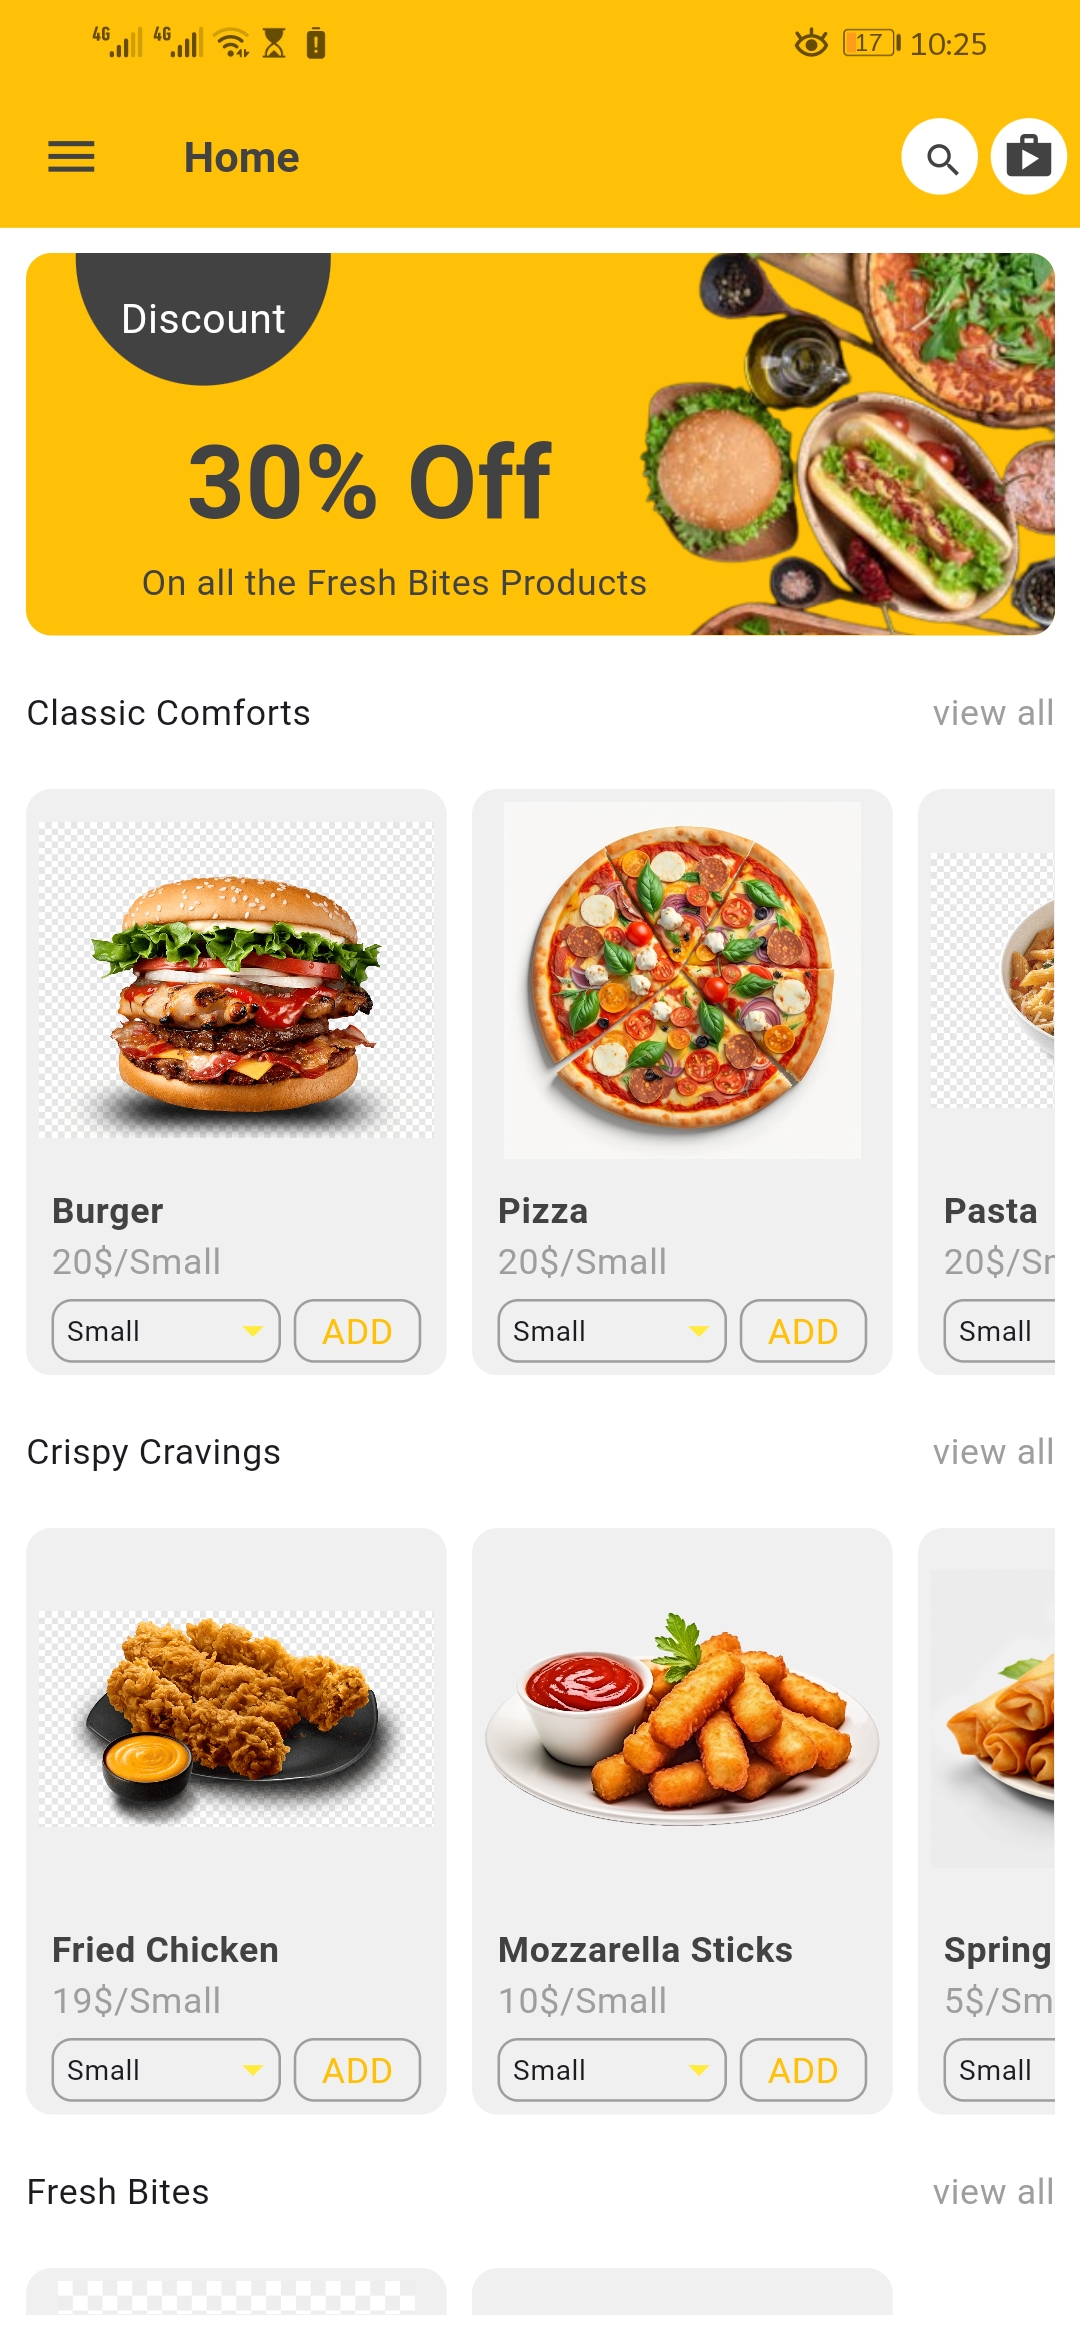 4G 4G 17 10:25
Home
Discount
30% Off
On all the Fresh Bites Products
Classic Comforts view all
Burger Pizza Pasta
20$/Small 20$/Small 20$/Sr
Small ADD Small ADD Small
Crispy Cravings view all
Fried Chicken Mozzarella Sticks Spring
19$/Small 10$/Small 5$/Sm
Small ADD Small ADD Small
Fresh Bites view all